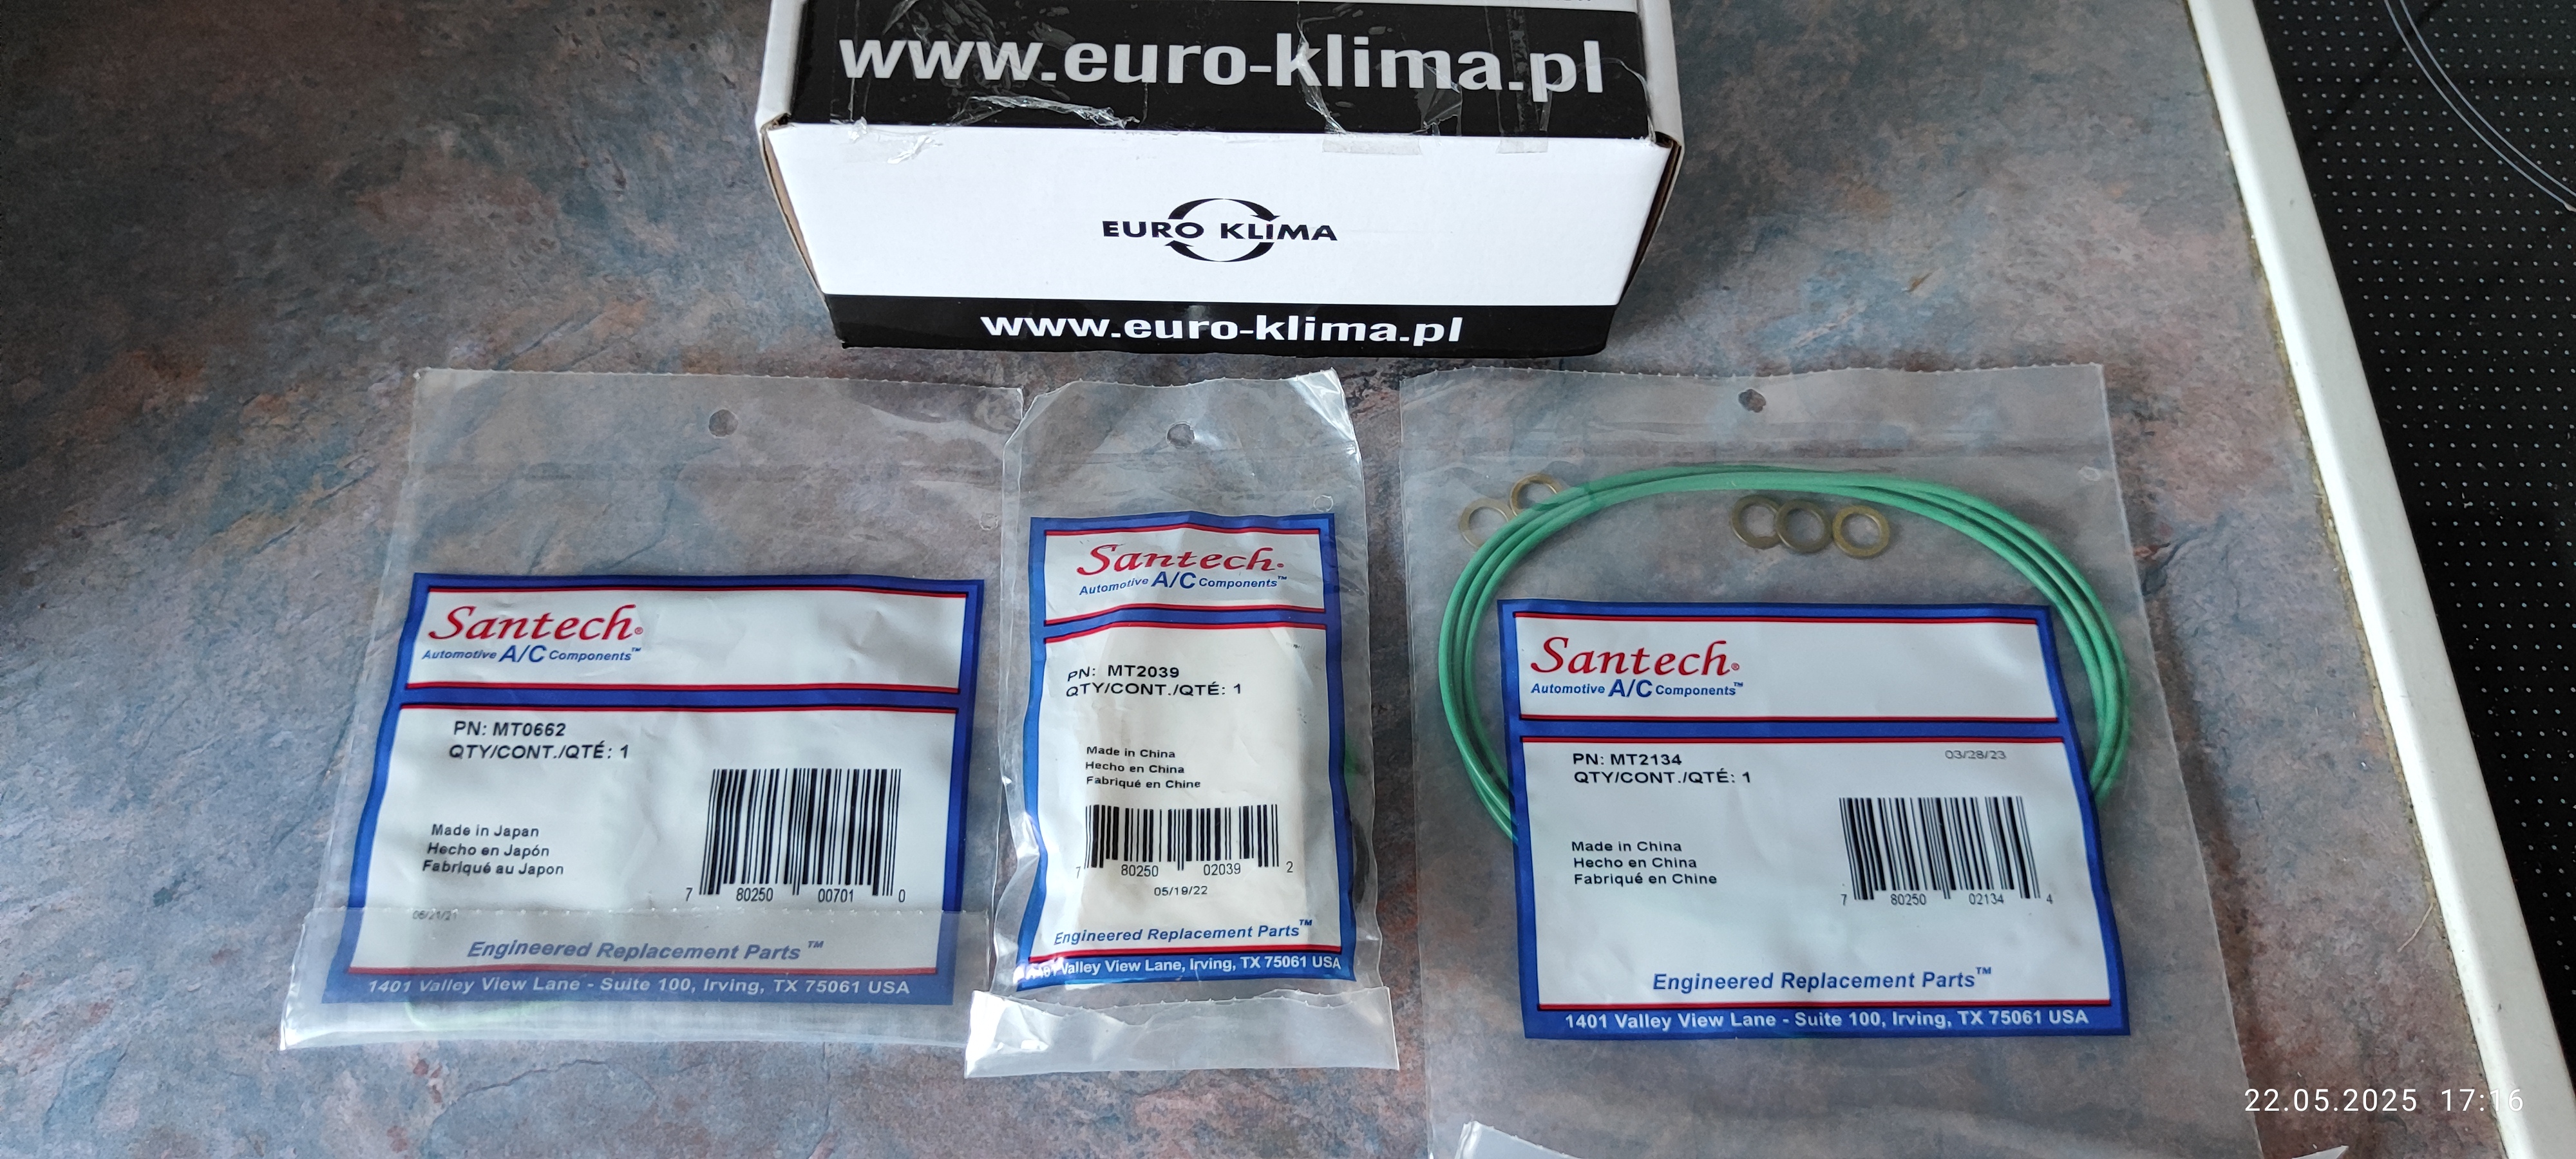 www.euro-klima.pl
EURO KLIMA
www.euro-klima.pl
Santech®
Automotive A/C Components™
PN: MT0662
QTY/CONT./QTÉ: 1
Made in Japan
Hecho en Japón
Fabriqué au Japon
7 80250 00701 0
06/21/21
Engineered Replacement Parts™
1401 Valley View Lane - Suite 100, Irving, TX 75061 USA
Santech®
Automotive A/C Components™
PN: MT2039
QTY/CONT./QTÉ: 1
Made in China
Hecho en China
Fabriqué en Chine
7 80250 02039 2
05/19/22
Engineered Replacement Parts™
1401 Valley View Lane, Irving, TX 75061 USA
Santech®
Automotive A/C Components™
PN: MT2134
03/28/23
QTY/CONT./QTÉ: 1
Made in China
Hecho en China
Fabriqué en Chine
7 80250 02134 4
Engineered Replacement Parts™
1401 Valley View Lane - Suite 100, Irving, TX 75061 USA
22.05.2025 17:16